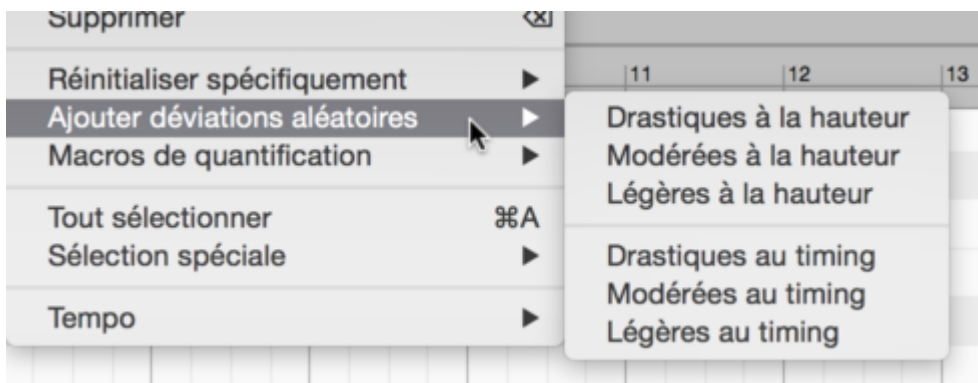 Supprimer ⌫
11 12 13
Réinitialiser spécifiquement ▶
Ajouter déviations aléatoires ▶
Macros de quantification ▶
Tout sélectionner ⌘A
Sélection spéciale ▶
Tempo ▶
Drastiques à la hauteur
Modérées à la hauteur
Légères à la hauteur
Drastiques au timing
Modérées au timing
Légères au timing